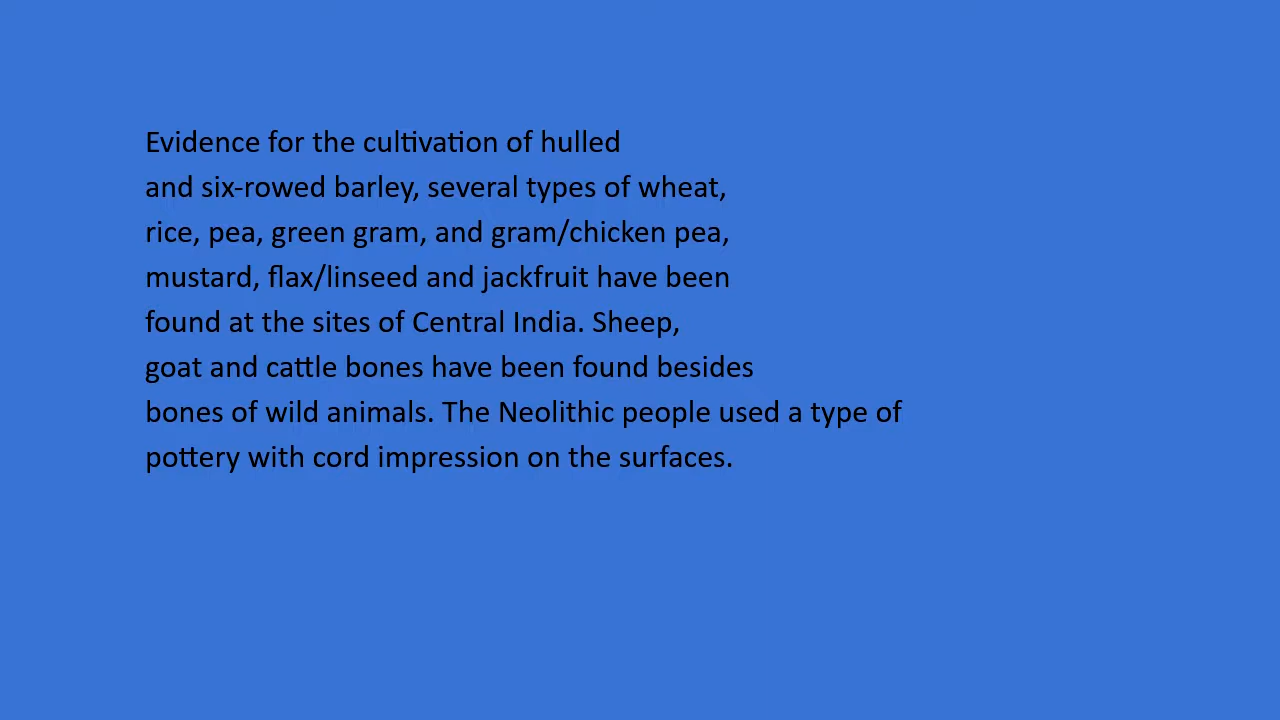 Evidence for the cultivation of hulled
and six-rowed barley, several types of wheat,
rice, pea, green gram, and gram/chicken pea,
mustard, flax/linseed and jackfruit have been
found at the sites of Central India. Sheep,
goat and cattle bones have been found besides
bones of wild animals. The Neolithic people used a type of
pottery with cord impression on the surfaces.